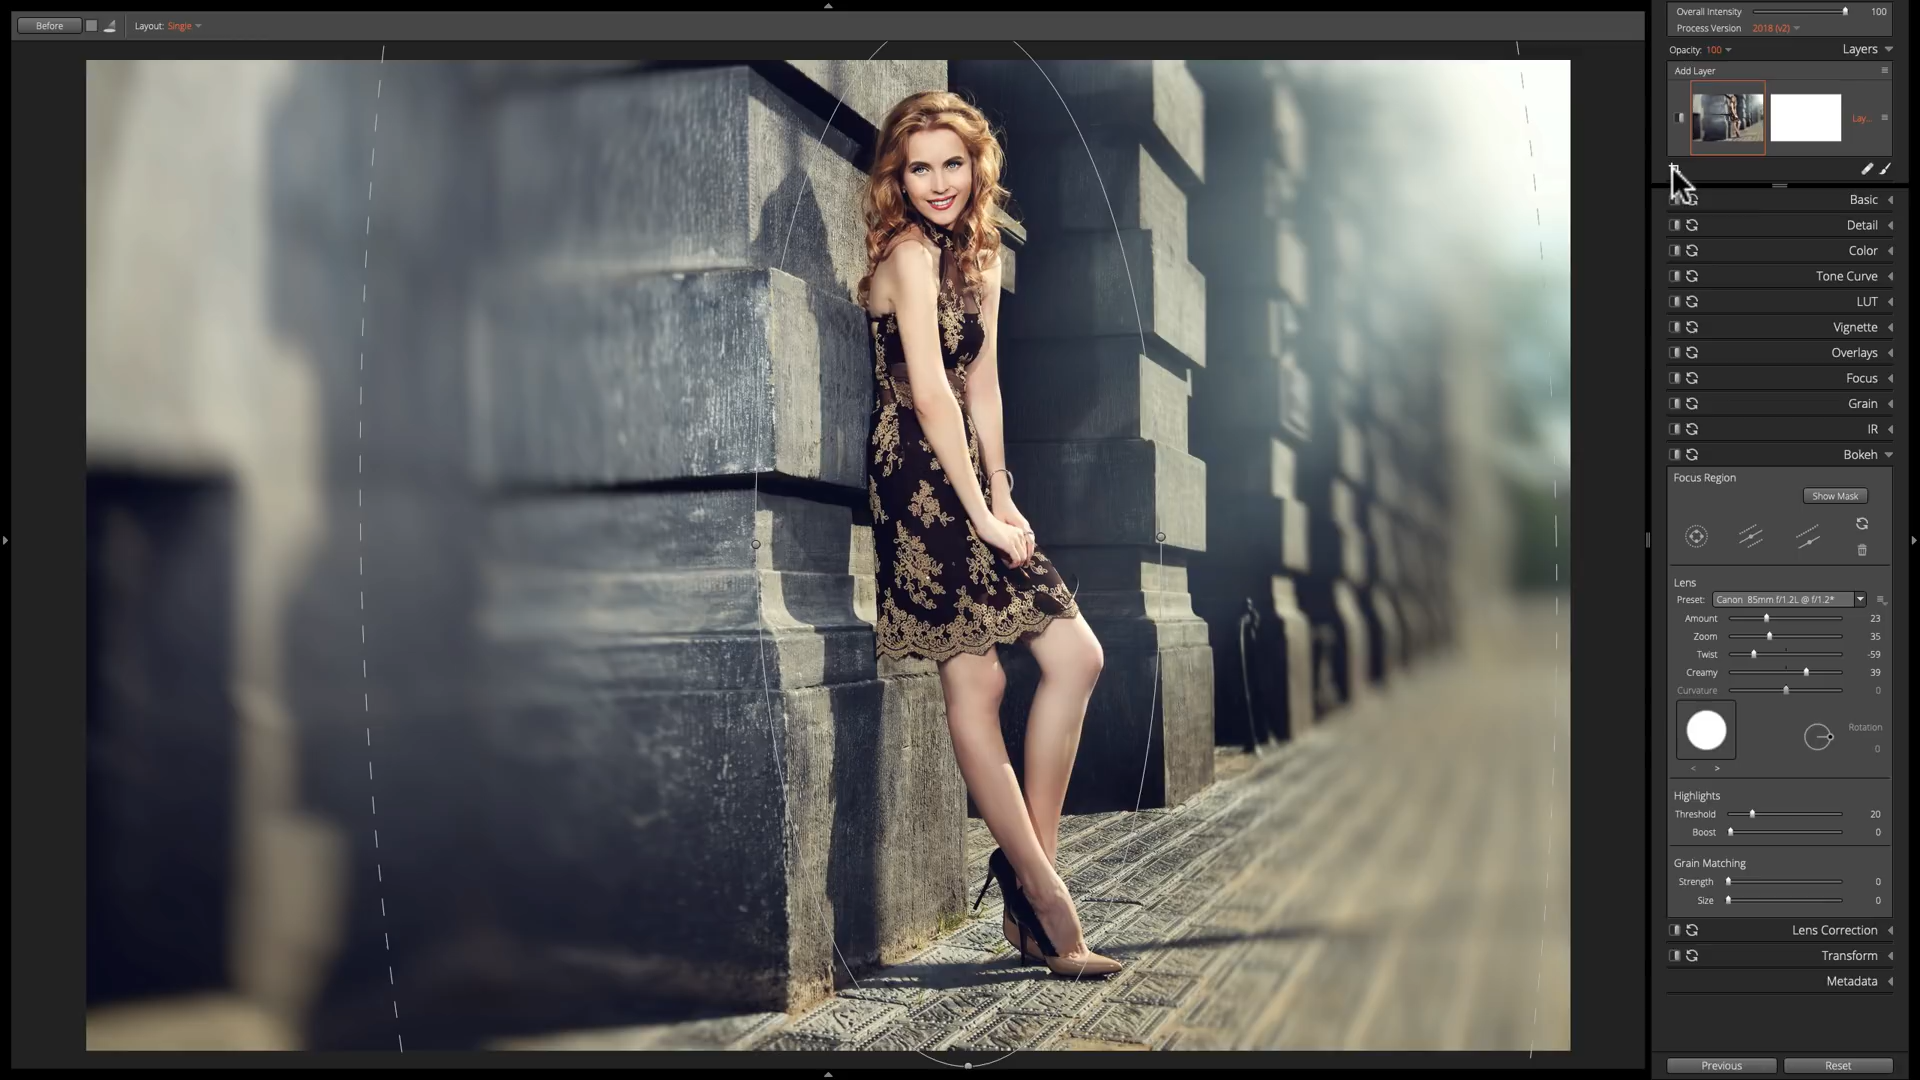 Before
Layout: Single
Overall Intensity 100
Process Version 2018 (v2)
Opacity: 100
Layers
Add Layer
Lay...
Basic
Detail
Color
Tone Curve
LUT
Vignette
Overlays
Focus
Grain
IR
Bokeh
Focus Region
Show Mask
Lens
Preset: Canon 85mm f/1.2L @ f/1.2*
Amount 23
Zoom 35
Twist -59
Creamy 39
Curvature 0
Rotation
0
< >
Highlights
Threshold 20
Boost 0
Grain Matching
Strength 0
Size 0
Lens Correction
Transform
Metadata
Previous
Reset